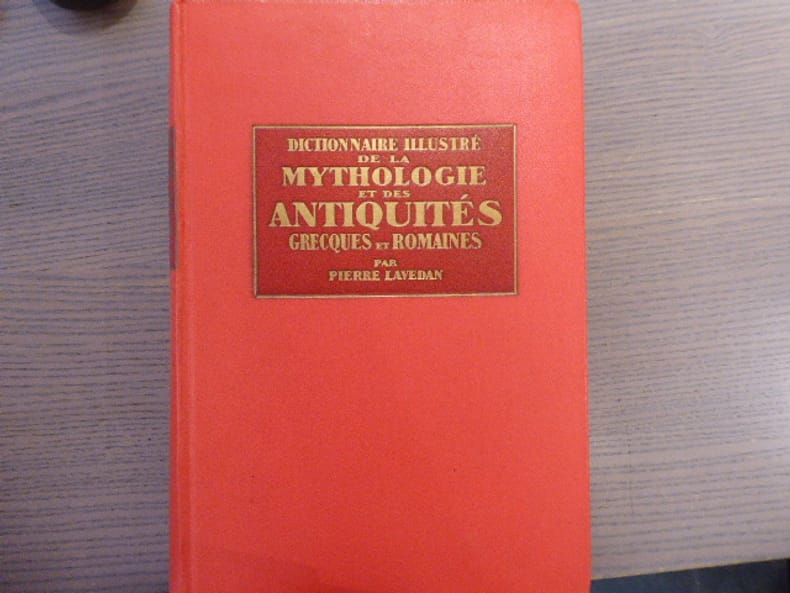 DICTIONNAIRE ILLUSTRÉ
DE LA
MYTHOLOGIE
ET DES
ANTIQUITÉS
GRECQUES ET ROMAINES
PAR
PIERRE LAVEDAN